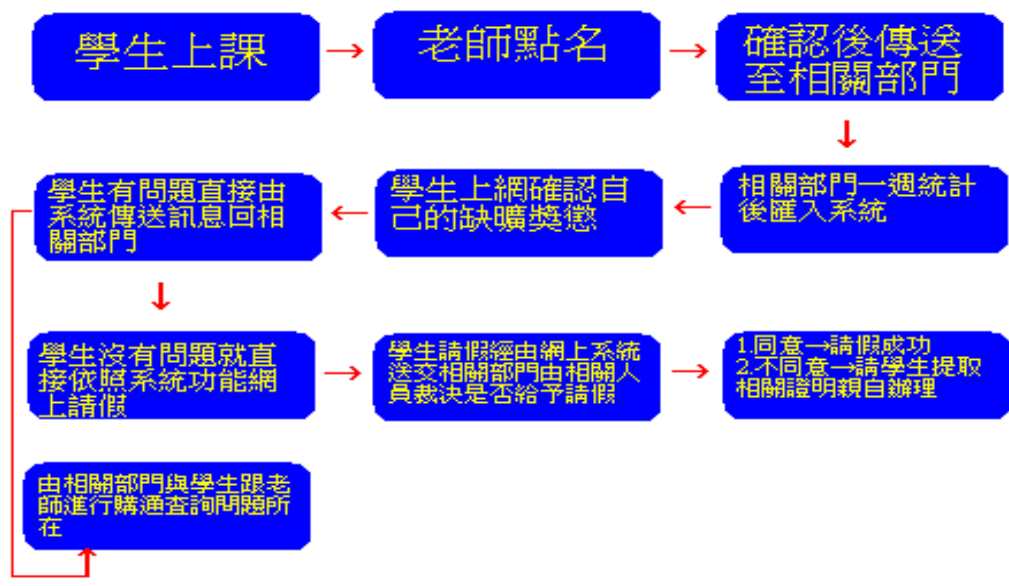 學生上課
老師點名
確認後傳送
至相關部門
相關部門一週統計
後匯入系統
學生上網確認自
己的缺曠獎懲
學生有問題直接由
系統傳送訊息回相
關部門
學生沒有問題就直
接依照系統功能網
上請假
學生請假經由網上系統
送交相關部門由相關人
員裁決是否給予請假
1.同意→請假成功
2.不同意→請學生提取
相關證明親自辦理
由相關部門與學生跟老
師進行購通查詢問題所
在